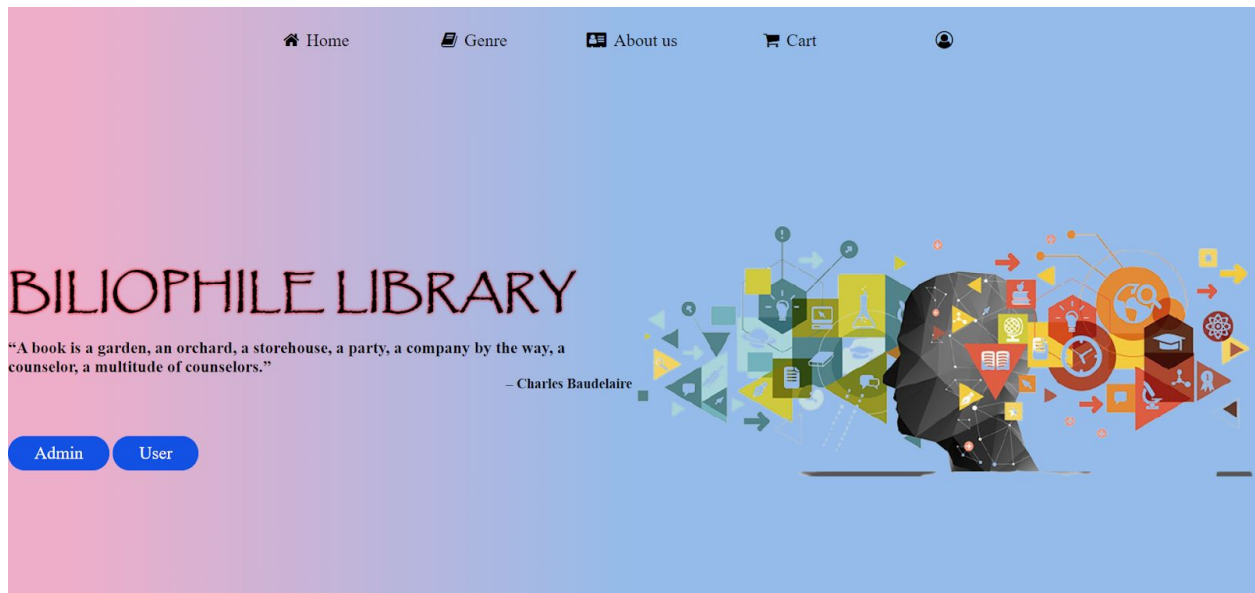 Home Genre About us Cart
BILIOPHILE LIBRARY
“A book is a garden, an orchard, a storehouse, a party, a company by the way, a
counselor, a multitude of counselors.”
– Charles Baudelaire
Admin User